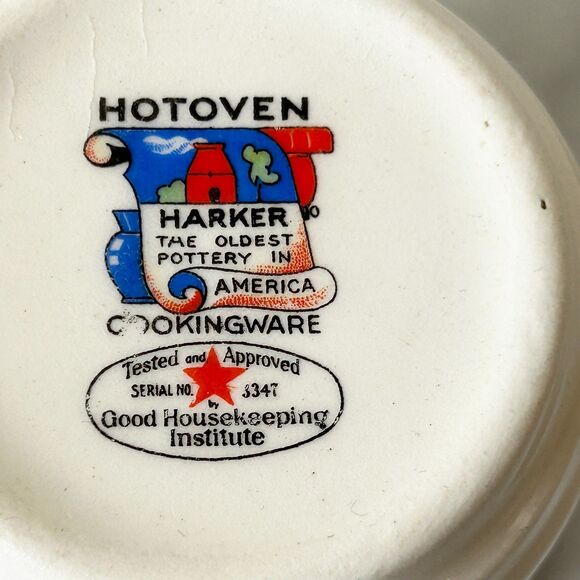 HOTOVEN
HARKER
THE OLDEST
POTTERY IN
AMERICA
COOKINGWARE
Tested and Approved
SERIAL NO. 3347
by
Good Housekeeping
Institute